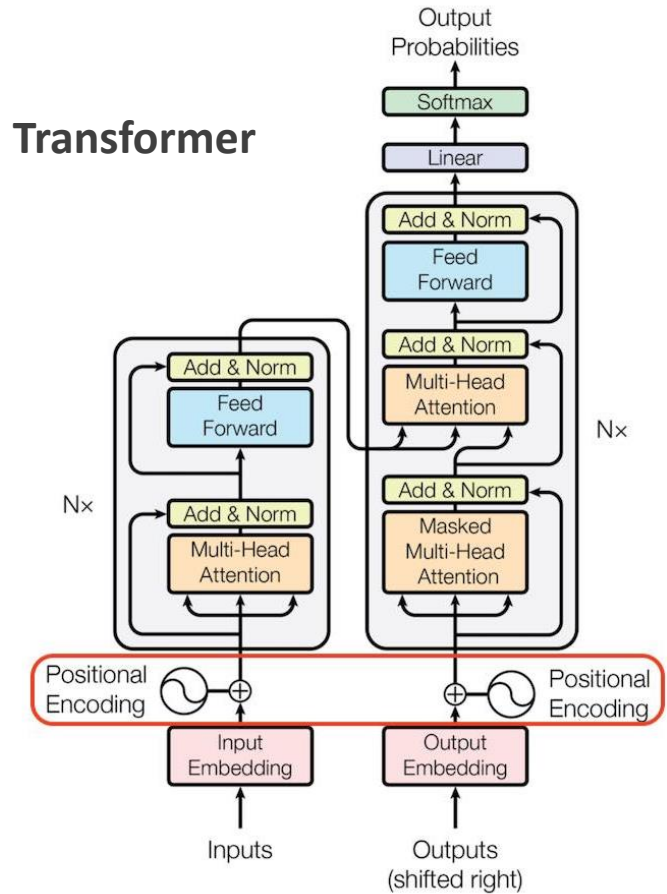 Transformer
Output
Probabilities
Softmax
Linear
Add & Norm
Feed
Forward
Add & Norm
Multi-Head
Attention
Add & Norm
Masked
Multi-Head
Attention
N×
Add & Norm
Feed
Forward
Add & Norm
Multi-Head
Attention
N×
Positional
Encoding
Positional
Encoding
Input
Embedding
Output
Embedding
Inputs
Outputs
(shifted right)